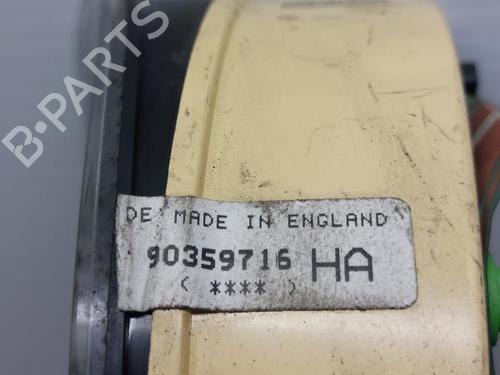 B-PARTS
DE MADE IN ENGLAND
90359716 HA
( **** )